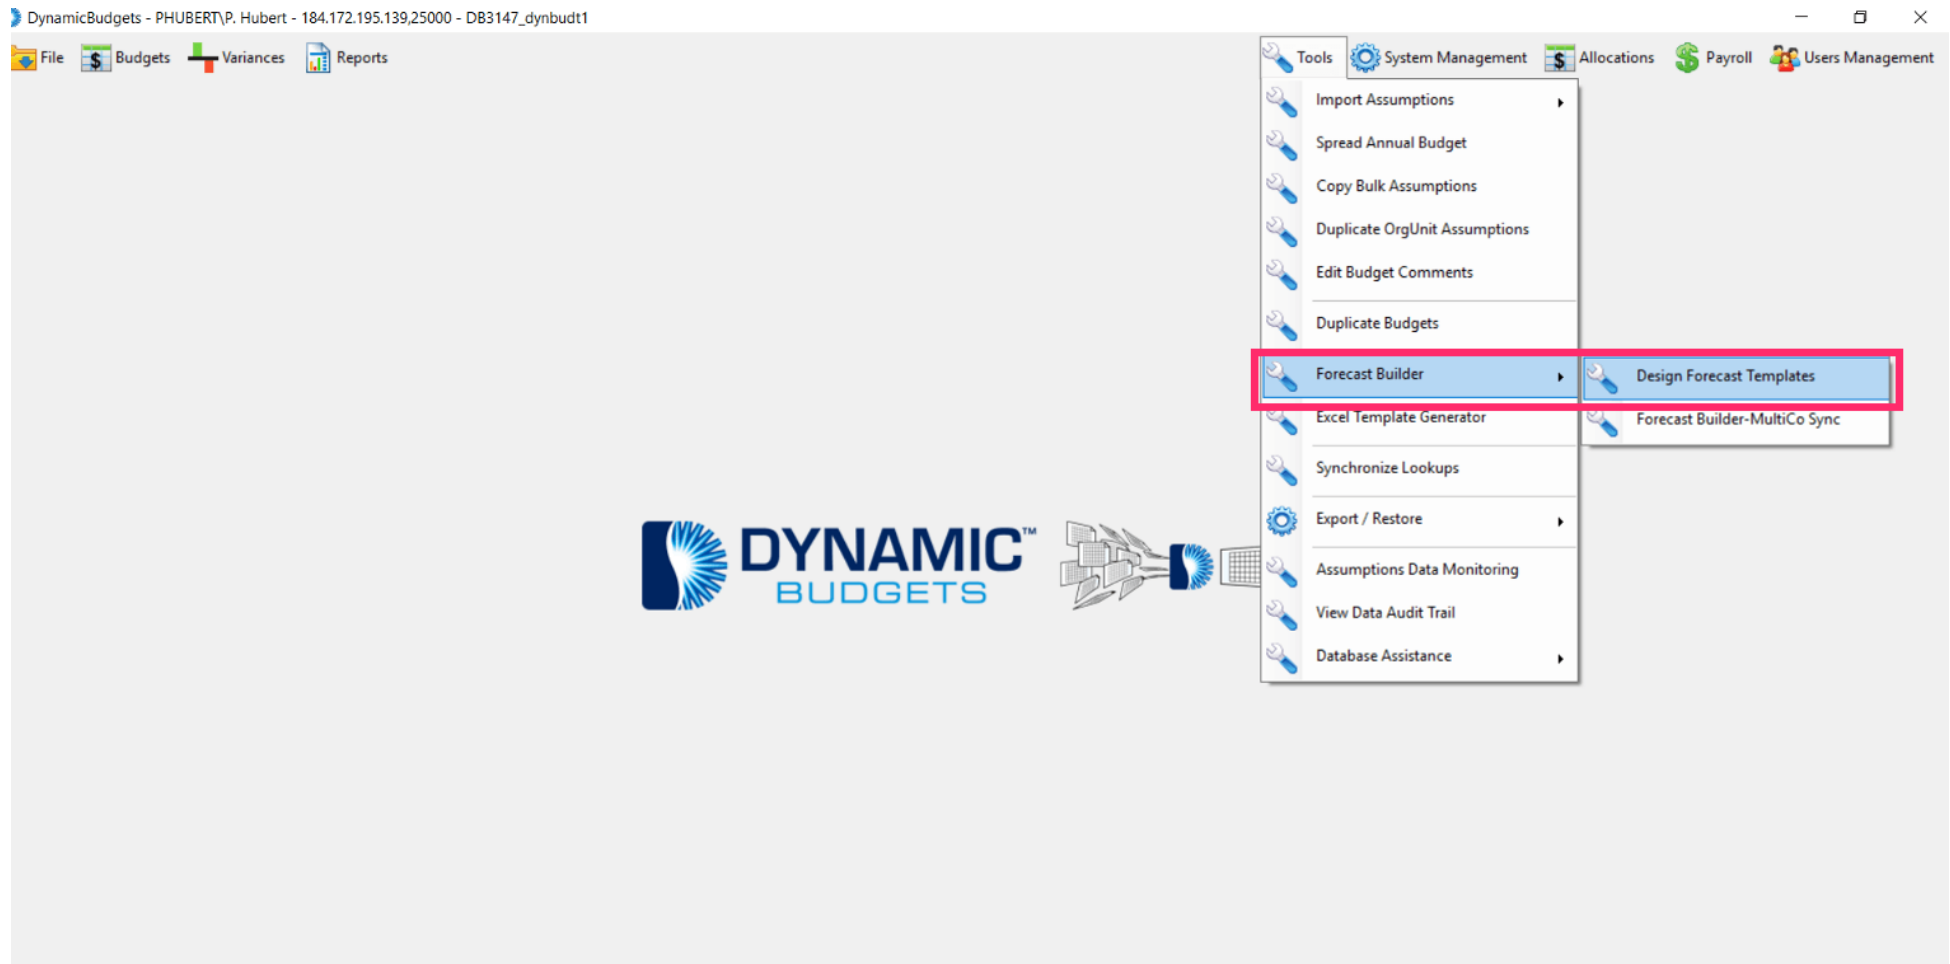 DynamicBudgets - PHUBERT\P. Hubert - 184.172.195.139,25000 - DB3147_dynbudt1
File Budgets Variances Reports Tools System Management Allocations Payroll Users Management
Import Assumptions
Spread Annual Budget
Copy Bulk Assumptions
Duplicate OrgUnit Assumptions
Edit Budget Comments
Duplicate Budgets
Forecast Builder
Design Forecast Templates
Excel Template Generator
Forecast Builder-MultiCo Sync
Synchronize Lookups
Export / Restore
Assumptions Data Monitoring
View Data Audit Trail
Database Assistance
DYNAMIC™
BUDGETS